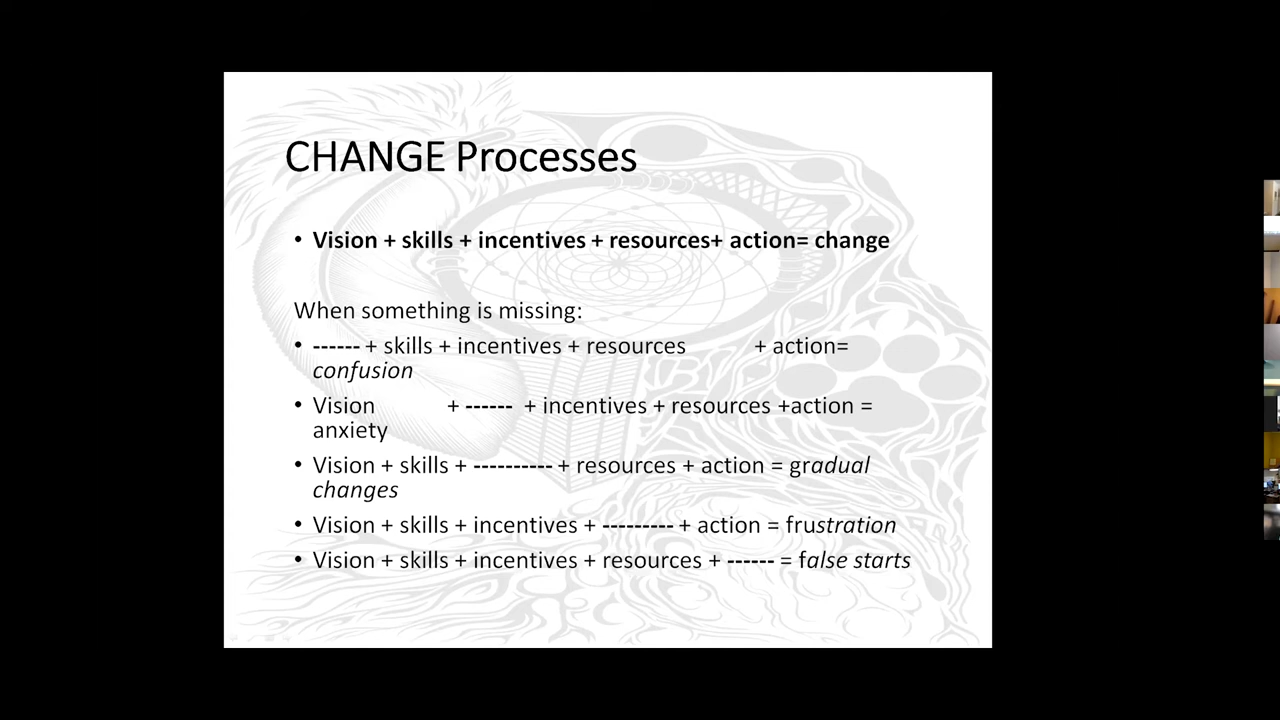 CHANGE Processes
• Vision + skills + incentives + resources+ action= change
When something is missing:
• ------ + skills + incentives + resources + action=
confusion
• Vision + ------ + incentives + resources +action =
anxiety
• Vision + skills + ---------- + resources + action = gradual
changes
• Vision + skills + incentives + --------- + action = frustration
• Vision + skills + incentives + resources + ------ = false starts